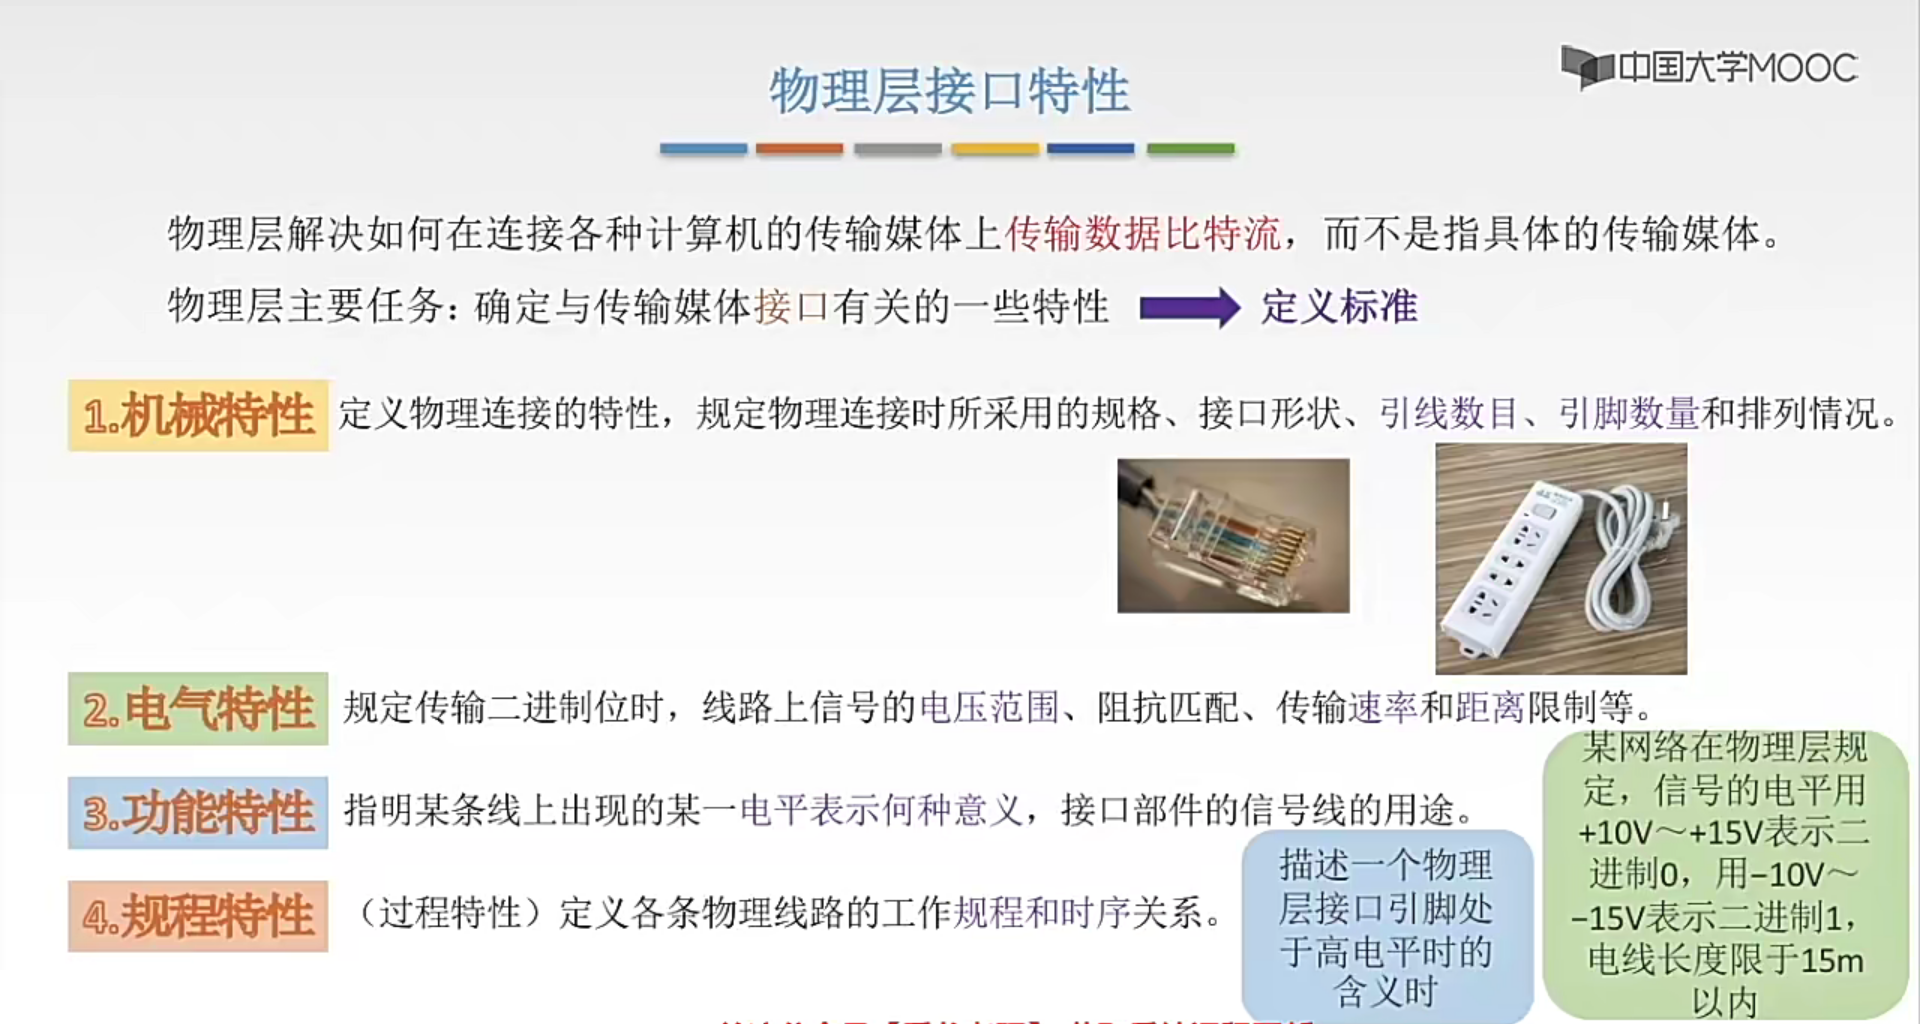 中国大学MOOC
物理层接口特性
物理层解决如何在连接各种计算机的传输媒体上传输数据比特流，而不是指具体的传输媒体。
物理层主要任务：确定与传输媒体接口有关的一些特性 定义标准
1.机械特性 定义物理连接的特性，规定物理连接时所采用的规格、接口形状、引线数目、引脚数量和排列情况。
2.电气特性 规定传输二进制位时，线路上信号的电压范围、阻抗匹配、传输速率和距离限制等。
3.功能特性 指明某条线上出现的某一电平表示何种意义，接口部件的信号线的用途。
4.规程特性 （过程特性）定义各条物理线路的工作规程和时序关系。
描述一个物理
层接口引脚处
于高电平时的
含义时
某网络在物理层规
定，信号的电平用
+10V～+15V表示二
进制0，用-10V～
-15V表示二进制1，
电线长度限于15m
以内